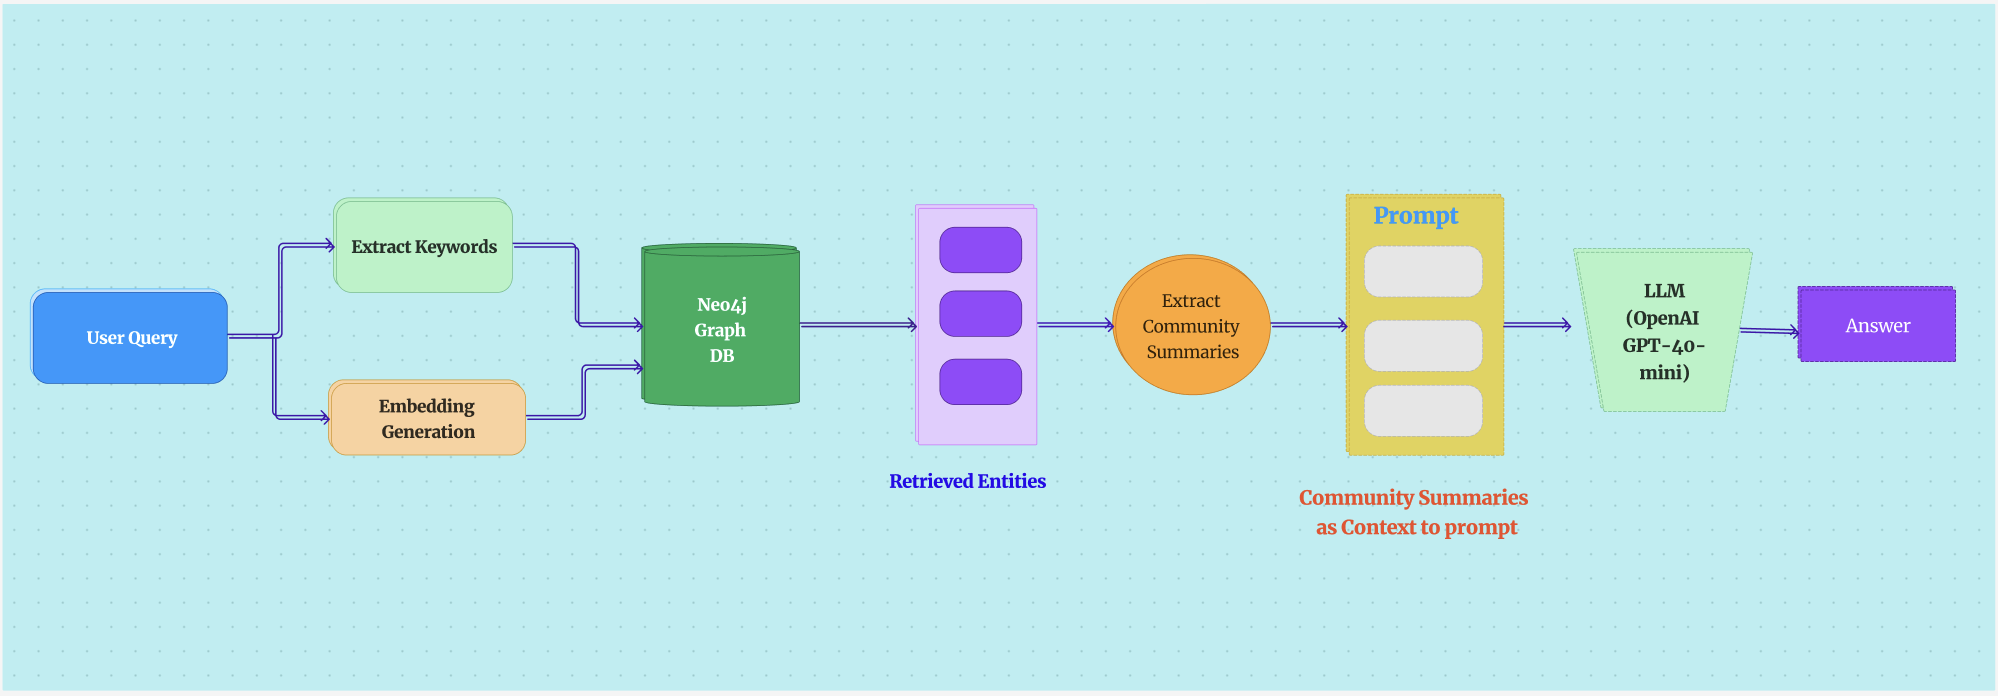 User Query
Extract Keywords
Embedding
Generation
Neo4j
Graph
DB
Retrieved Entities
Extract
Community
Summaries
Prompt
Community Summaries
as Context to prompt
LLM
(OpenAI
GPT-4o-
mini)
Answer